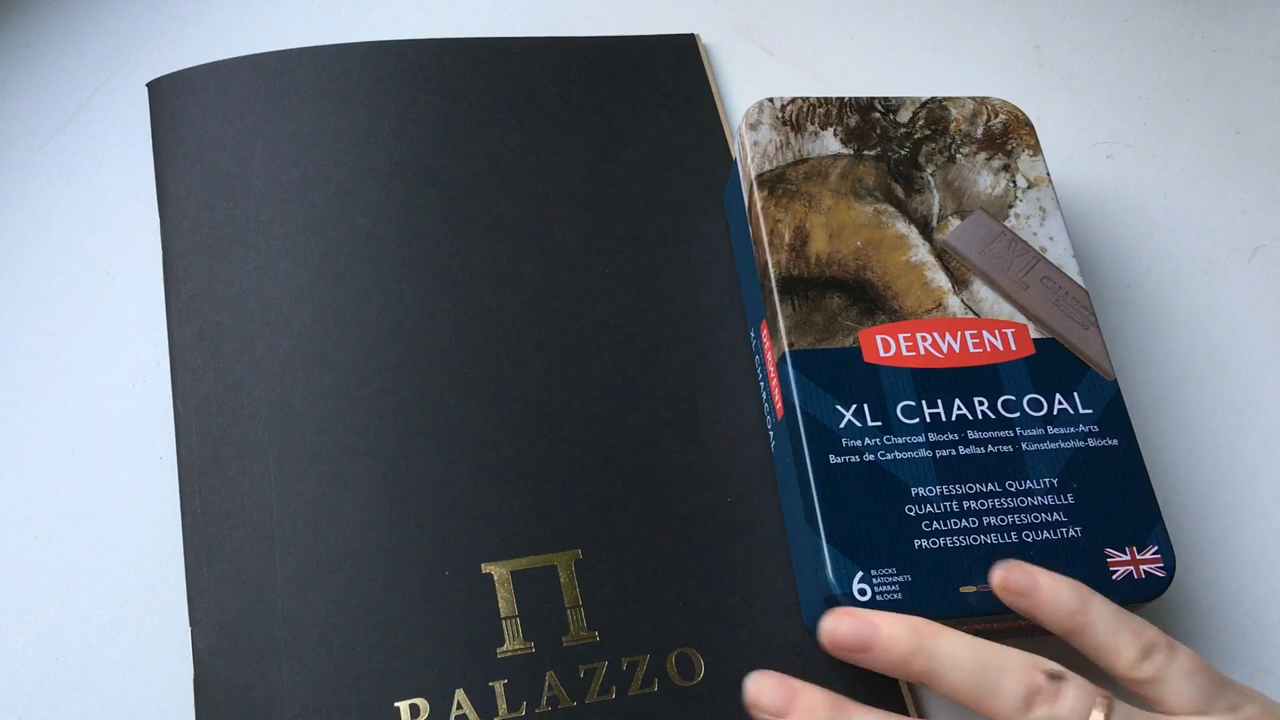 PALAZZO
DERWENT
XL CHARCOAL
DERWENT
XL CHARCOAL
Fine Art Charcoal Blocks · Bâtonnets Fusain Beaux-Arts
Barras de Carboncillo para Bellas Artes · Künstlerkohle-Blöcke
PROFESSIONAL QUALITY
QUALITÉ PROFESSIONNELLE
CALIDAD PROFESIONAL
PROFESSIONELLE QUALITÄT
6
BLOCKS
BÂTONNETS
BARRAS
BLÖCKE
XL